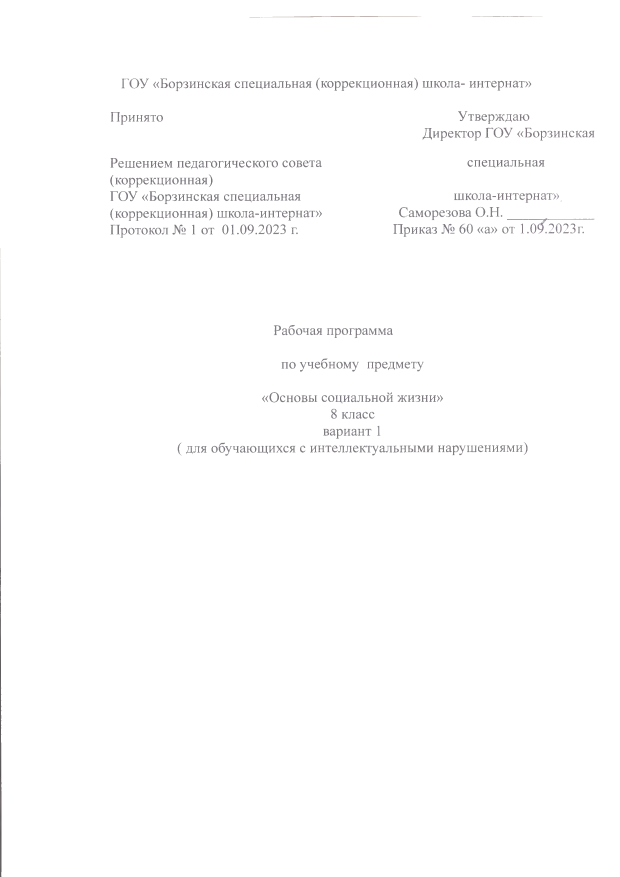 ГОУ «Борзинская специальная (коррекционная) школа- интернат»
Принято Утверждаю
Директор ГОУ «Борзинская
Решением педагогического совета специальная
(коррекционная)
ГОУ «Борзинская специальная школа-интернат»
(коррекционная) школа-интернат» Саморезова О.Н. ____________
Протокол № 1 от 01.09.2023 г. Приказ № 60 «а» от 1.09.2023г.
Рабочая программа
по учебному предмету
«Основы социальной жизни»
8 класс
вариант 1
( для обучающихся с интеллектуальными нарушениями)